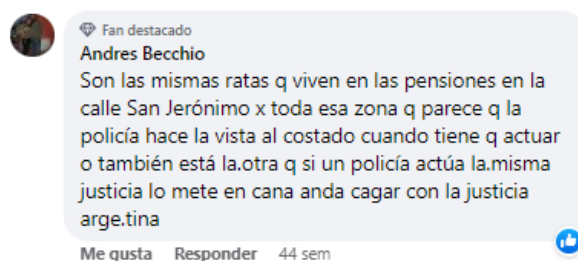 Fan destacado
Andres Becchio
Son las mismas ratas q viven en las pensiones en la
calle San Jerónimo x toda esa zona q parece q la
policía hace la vista al costado cuando tiene q actuar
o también está la.otra q si un policía actúa la.misma
justicia lo mete en cana anda cagar con la justicia
arge.tina
Me gusta Responder 44 sem